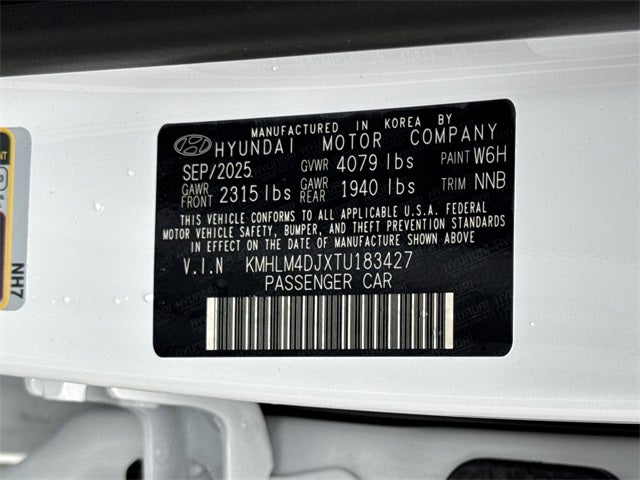 MANUFACTURED IN KOREA BY
HYUNDAI MOTOR COMPANY
SEP/2025 GVWR 4079 lbs PAINT W6H
GAWR FRONT 2315 lbs GAWR REAR 1940 lbs TRIM NNB
THIS VEHICLE CONFORMS TO ALL APPLICABLE U.S.A. FEDERAL
MOTOR VEHICLE SAFETY, BUMPER, AND THEFT PREVENTION STANDARDS
IN EFFECT ON THE DATE OF MANUFACTURE SHOWN ABOVE
V.I.N KMHLM4DJXTU183427
PASSENGER CAR
NH7